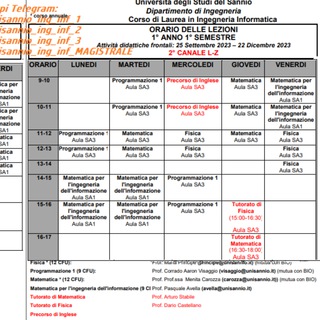 Università degli Studi del Sannio
Dipartimento di Ingegneria
Corso di Laurea in Ingegneria Informatica
ORARIO DELLE LEZIONI
1° ANNO 1° SEMESTRE
Attività didattiche frontali: 25 Settembre 2023 – 22 Dicembre 2023
2° CANALE L-Z
pi Telegram:
isannio_ing_inf_1
isannio_ing_inf_2
isannio_ing_inf_3
isannio_ing_inf_MAGISTRALE
* corso annuale
ORARIO LUNEDI MARTEDI MERCOLEDI GIOVEDI VENERDI
9-10
Programmazione 1
Aula SA3
Precorso di Inglese
Aula SA3
Matematica
Aula SA3
Matematica per
l'ingegneria
dell'informazione
Aula SA1
10-11
Programmazione 1
Aula SA3
Precorso di Inglese
Aula SA3
Matematica
Aula SA3
Matematica per
l'ingegneria
dell'informazione
Aula SA1
11-12
Programmazione 1
Matematica
Aula SA3
Fisica
Aula SA3
Matematica
Aula SA3
Fisica
Aula SA3
12-13
Programmazione 1
Matematica
Aula SA3
Fisica
Aula SA3
Matematica
Aula SA3
Fisica
Aula SA3
13-14
Fisica
Aula SA3
14-15
Matematica per
l'ingegneria
dell'informazione
Aula SA1
Matematica per
l'ingegneria
dell'informazione
Aula SA1
Programmazione 1
Aula SA3
15-16
Matematica per
l'ingegneria
dell'informazione
Aula SA1
Matematica per
l'ingegneria
dell'informazione
Aula SA1
Programmazione 1
Aula SA3
Tutorato di
Fisica
(15:00-16:30
Aula SA3
16-17
Tutorato di
Matematica
(16:30-18.00
Aula SA3
Fisica * (12 CFU):
Programmazione 1 (9 CFU): Prof. Corrado Aaron Visaggio (visaggio@unisannio.it) (mutua con BIO)
Matematica * (12 CFU): Prof.ssa Menita Carozza (carozza@unisannio.it) (mutua con BIO)
Matematica per l'ingegneria dell'informazione (9 CFU) Prof. Pasquale Avella (avella@unisannio.it)
Tutorato di Matematica Prof. Arturo Stabile
Tutorato di Fisica Prof. Dario Castellano
Precorso di Inglese